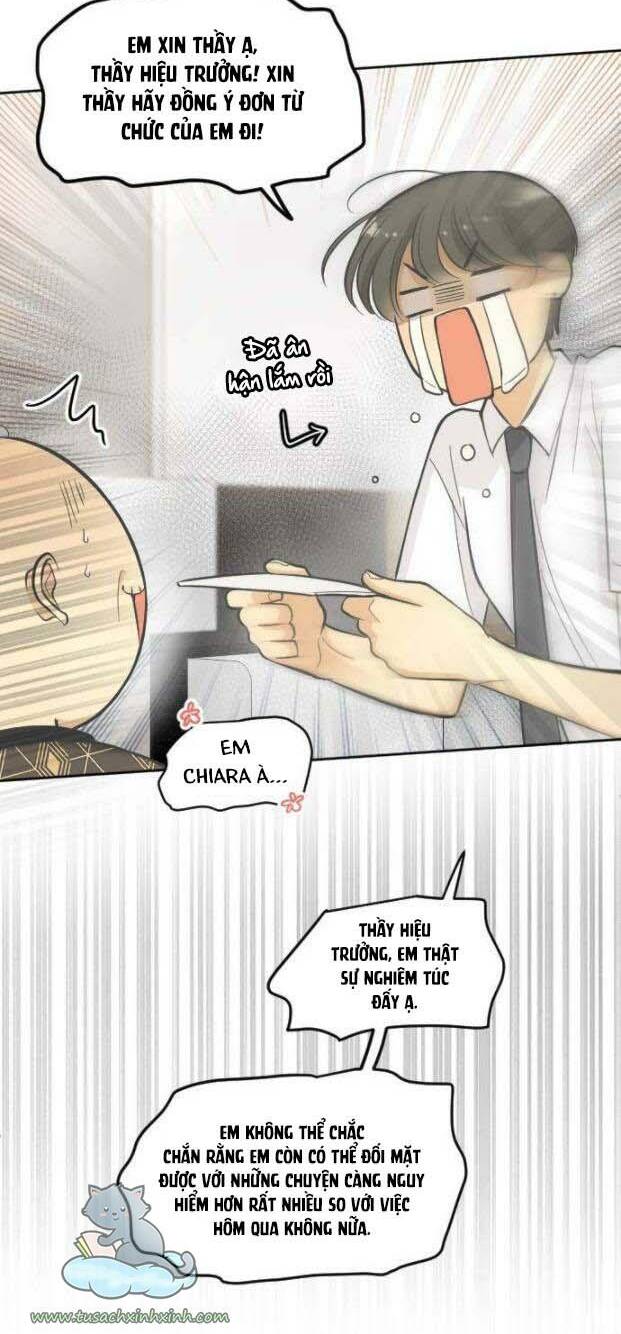 EM XIN THẦY Ạ,
THẦY HIỆU TRƯỞNG! XIN
THẦY HÃY ĐỒNG Ý ĐƠN TỪ
CHỨC CỦA EM ĐI!
Đã ân
hận lắm rồi
EM
CHIARA À...
THẦY HIỆU
TRƯỞNG, EM THẬT
SỰ NGHIÊM TÚC
ĐẤY Ạ.
EM KHÔNG THỂ CHẮC
CHẮN RẰNG EM CÒN CÓ THỂ ĐỐI MẶT
ĐƯỢC VỚI NHỮNG CHUYỆN CÀNG NGUY
HIỂM HƠN RẤT NHIỀU SO VỚI VIỆC
HÔM QUA KHÔNG NỮA.
www.tusachxinhxinh.com